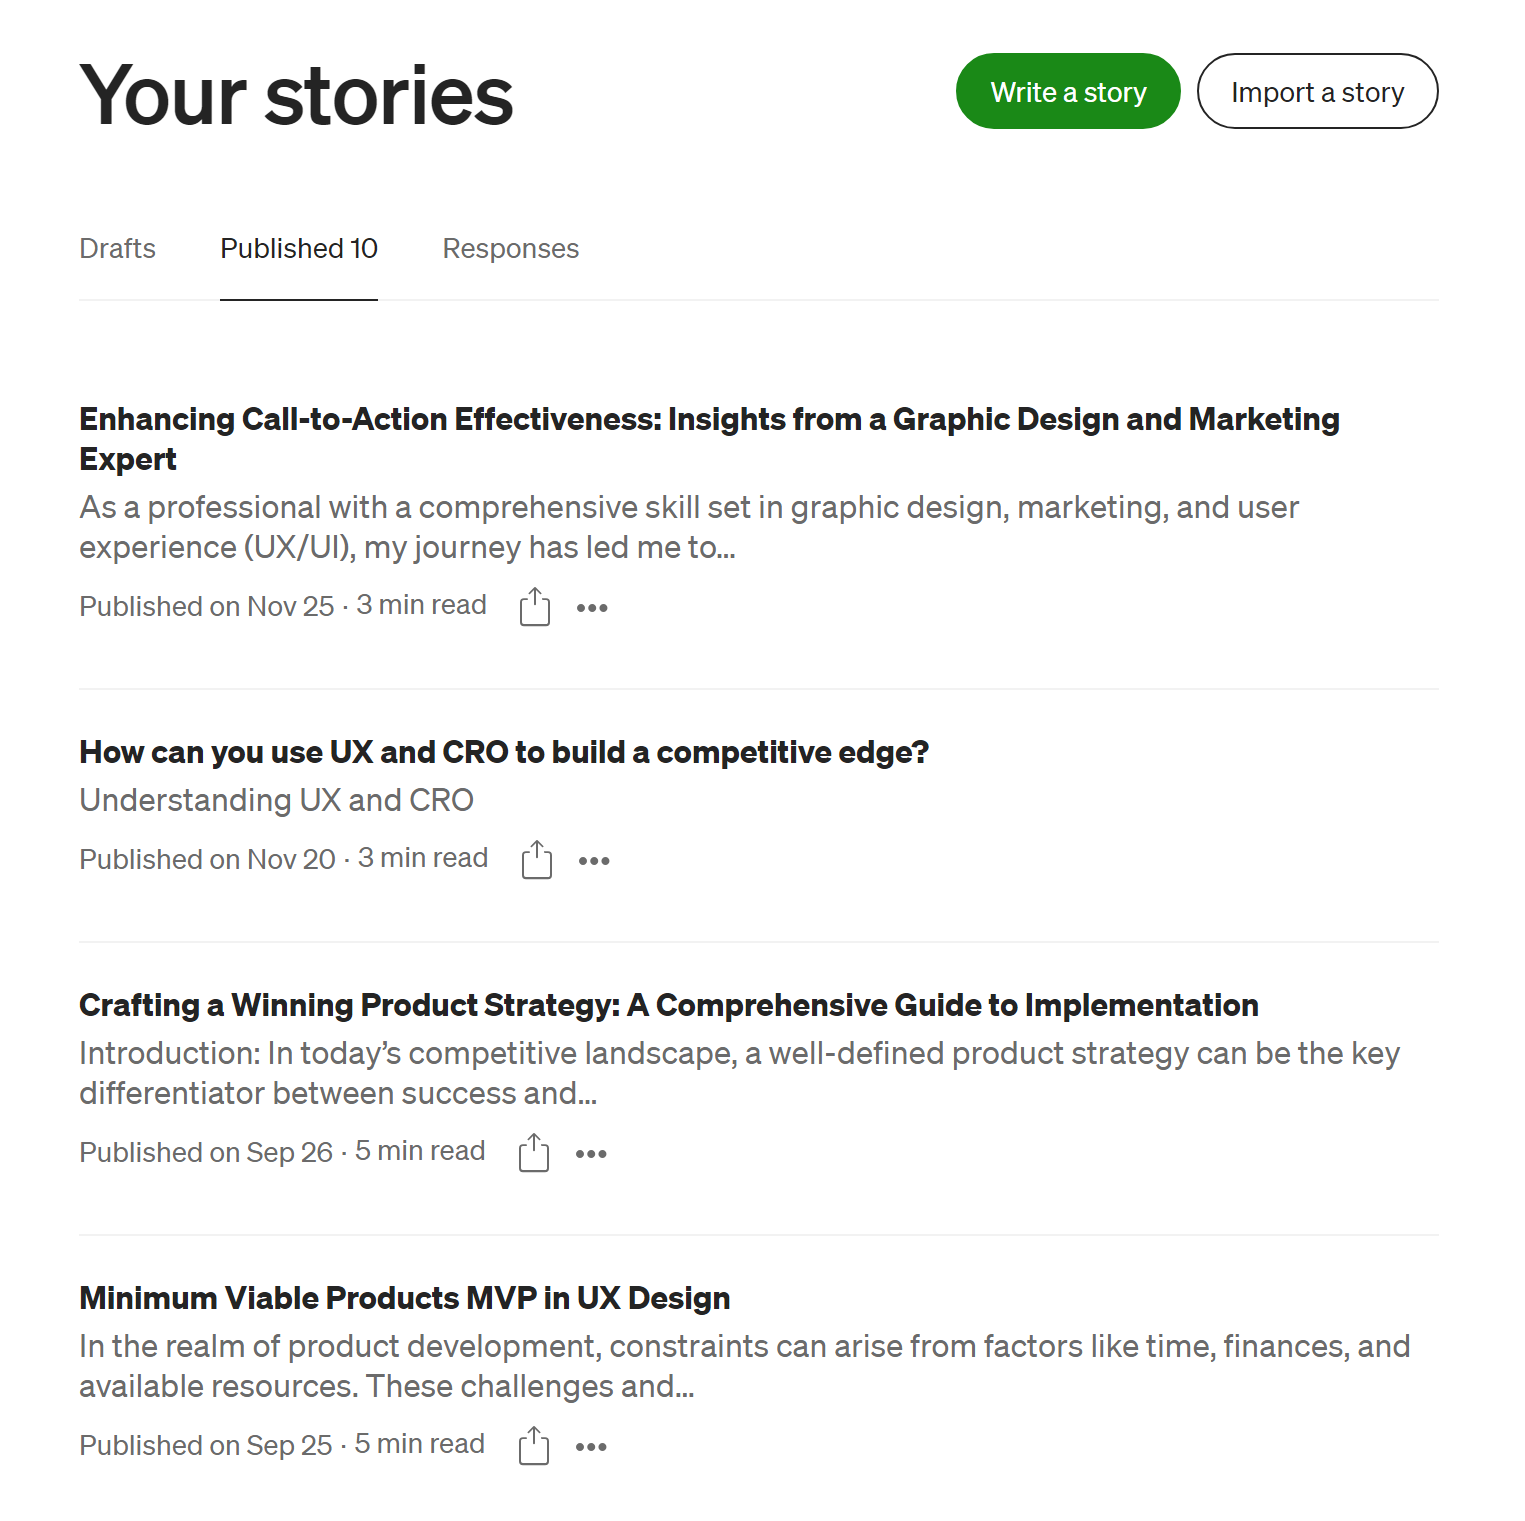 Your stories
Write a story
Import a story
Drafts
Published 10
Responses
Enhancing Call-to-Action Effectiveness: Insights from a Graphic Design and Marketing
Expert
As a professional with a comprehensive skill set in graphic design, marketing, and user
experience (UX/UI), my journey has led me to...
Published on Nov 25 · 3 min read
How can you use UX and CRO to build a competitive edge?
Understanding UX and CRO
Published on Nov 20 · 3 min read
Crafting a Winning Product Strategy: A Comprehensive Guide to Implementation
Introduction: In today’s competitive landscape, a well-defined product strategy can be the key
differentiator between success and...
Published on Sep 26 · 5 min read
Minimum Viable Products MVP in UX Design
In the realm of product development, constraints can arise from factors like time, finances, and
available resources. These challenges and...
Published on Sep 25 · 5 min read